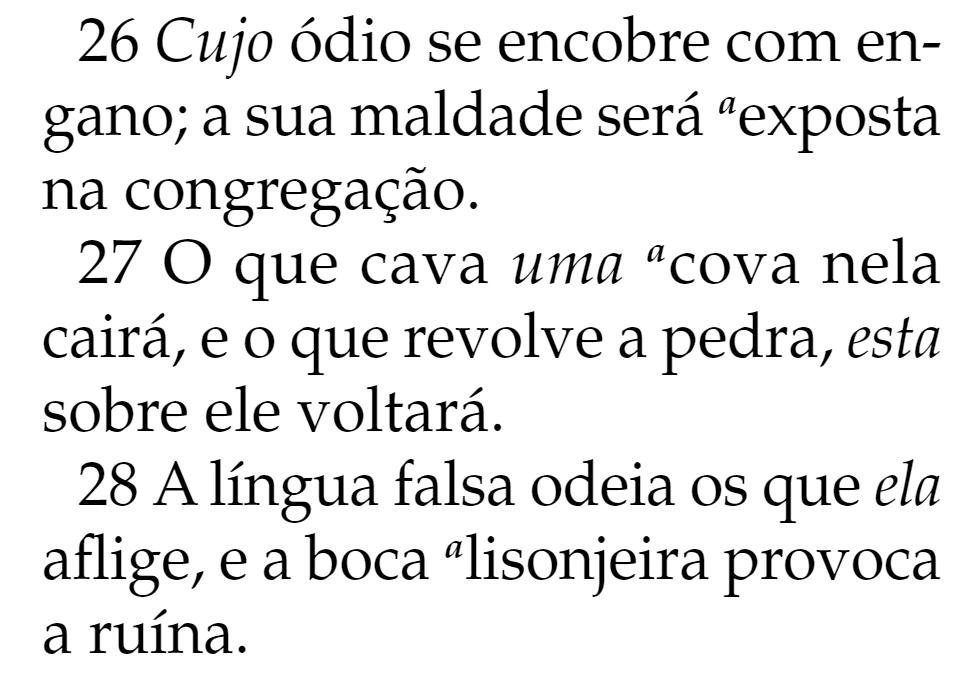 26 Cujo ódio se encobre com en-
gano; a sua maldade será ᵃexposta
na congregação.
27 O que cava uma ᵃcova nela
cairá, e o que revolve a pedra, esta
sobre ele voltará.
28 A língua falsa odeia os que ela
aflige, e a boca ᵃlisonjeira provoca
a ruína.